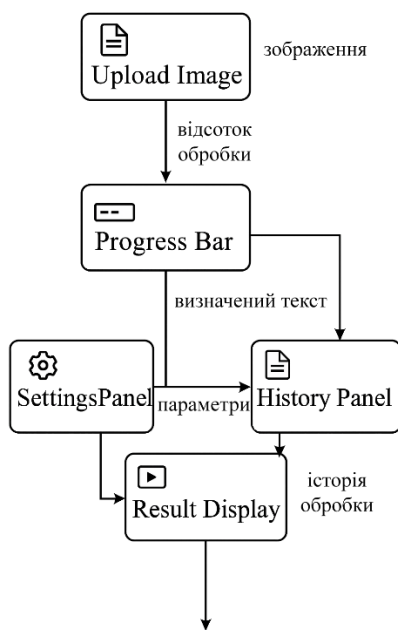 зображення
Upload Image
відсоток
обробки
Progress Bar
визначений текст
SettingsPanel
параметри
History Panel
Result Display
історія
обробки